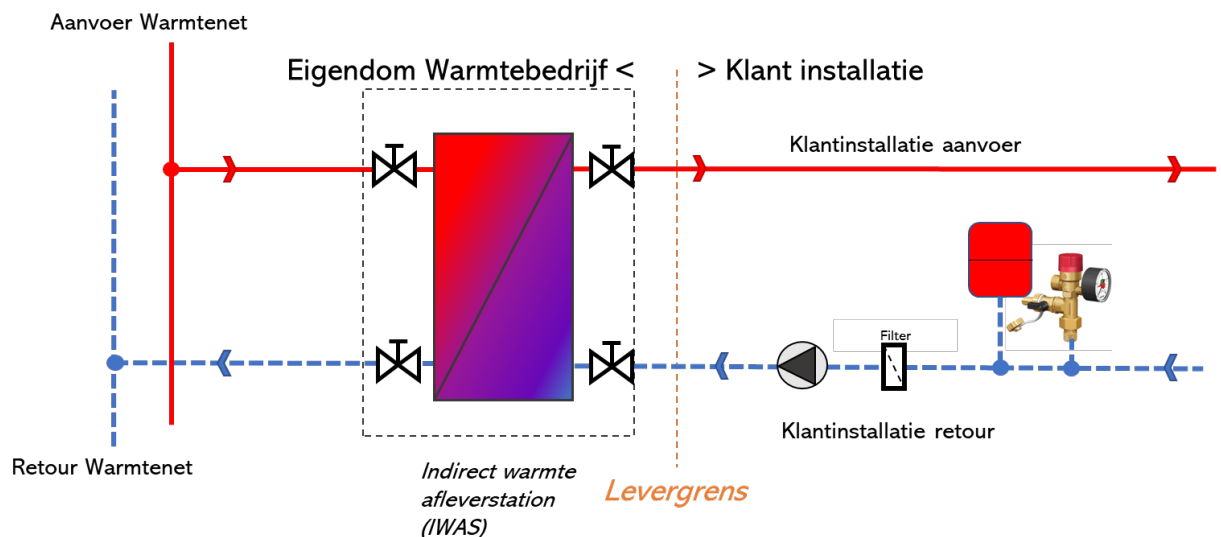 Aanvoer Warmtenet
Eigendom Warmtebedrijf < > Klant installatie
Klantinstallatie aanvoer
Filter
Klantinstallatie retour
Retour Warmtenet
Indirect warmte
afleverstation
(IWAS)
Levergrens